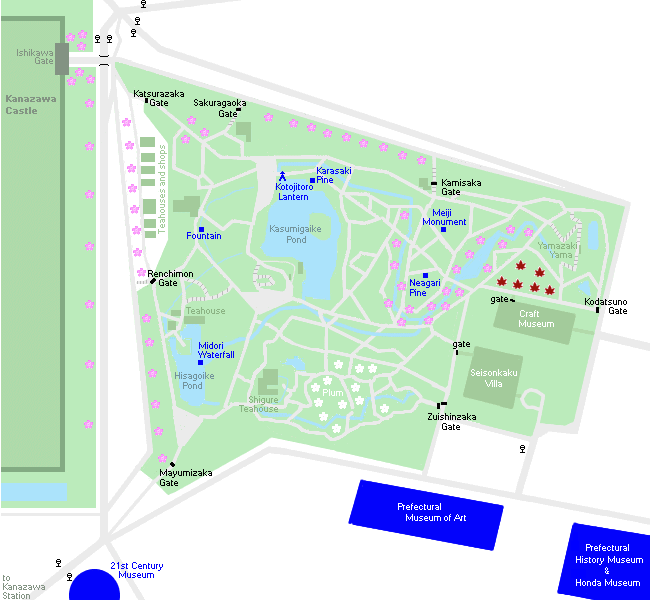 Ishikawa
Gate
Kanazawa
Castle
Katsurazaka
Gate
Sakuragaoka
Gate
Teahouses and shops
Karasaki
Pine
Kotojitoro
Lantern
Kamisaka
Gate
Meiji
Monument
Kasumigaike
Pond
Fountain
Yamazaki
Yama
Renchimon
Gate
Neagari
Pine
gate
Kodatsuno
Gate
Teahouse
Craft
Museum
Midori
Waterfall
gate
Hisagoike
Pond
Seisonkaku
Villa
Shigure
Teahouse
Plum
Zuishinzaka
Gate
Mayumizaka
Gate
Prefectural
Museum of Art
Prefectural
History Museum
&
Honda Museum
21st Century
Museum
to
Kanazawa
Station